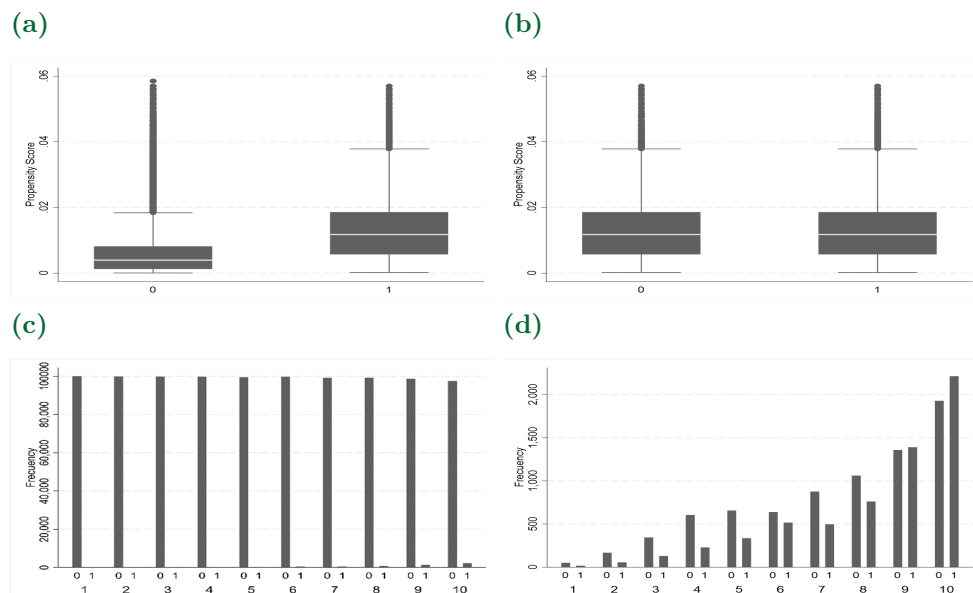 (a)
(b)
Propensity Score
0 .02 .04 .06
0 1
Propensity Score
0 .02 .04 .06
0 1
(c)
(d)
Frecuency
0 20,000 40,000 60,000 80,000 100000
0 1 0 1 0 1 0 1 0 1 0 1 0 1 0 1 0 1 0 1
1 2 3 4 5 6 7 8 9 10
Frecuency
0 500 1,000 1,500 2,000
0 1 0 1 0 1 0 1 0 1 0 1 0 1 0 1 0 1 0 1
1 2 3 4 5 6 7 8 9 10